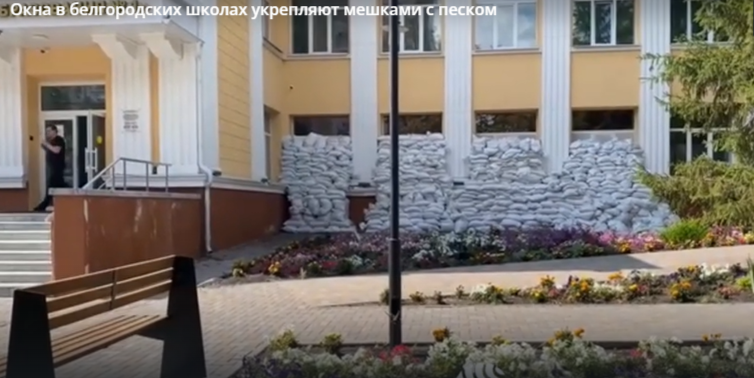 Окна в белгородских школах укрепляют мешками с песком